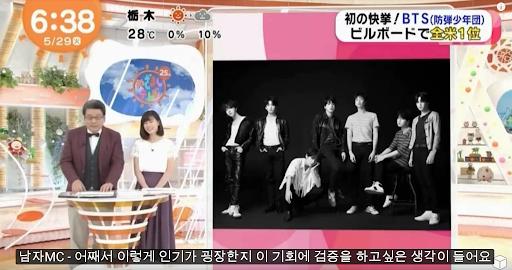 6:38
5/29火
栃木
28℃ 0% 10%
初の快挙!BTS(防弾少年団)
ビルボードで全米1位
남자MC - 어째서 이렇게 인기가 굉장한지 이 기회에 검증을 하고싶은 생각이 들어요